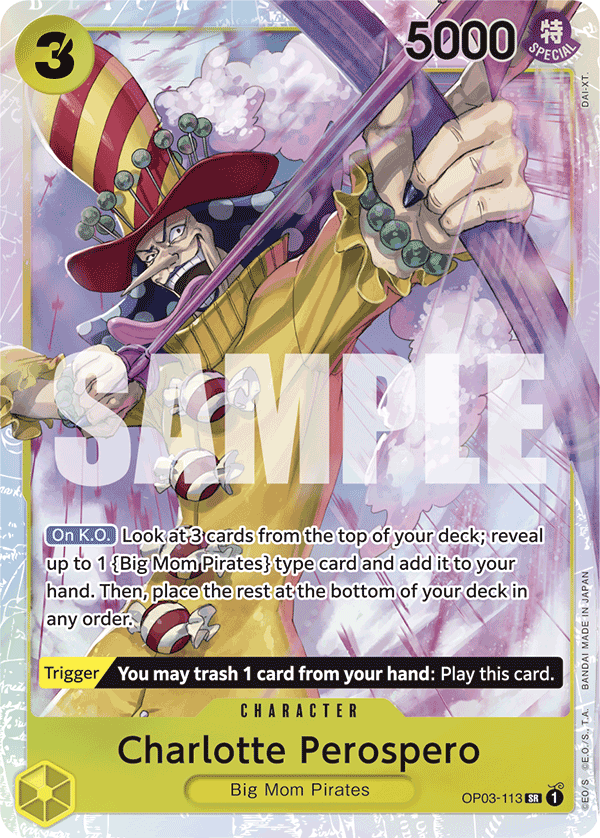 3
5000
特
SPECIAL
DAI-XT.
SAMPLE
On K.O. Look at 3 cards from the top of your deck; reveal
up to 1 {Big Mom Pirates} type card and add it to your
hand. Then, place the rest at the bottom of your deck in
any order.
Trigger You may trash 1 card from your hand: Play this card.
CHARACTER
Charlotte Perospero
Big Mom Pirates
OP03-113 SR 1
©E.O/S ©E.O./S., T.A. BANDAI MADE IN JAPAN